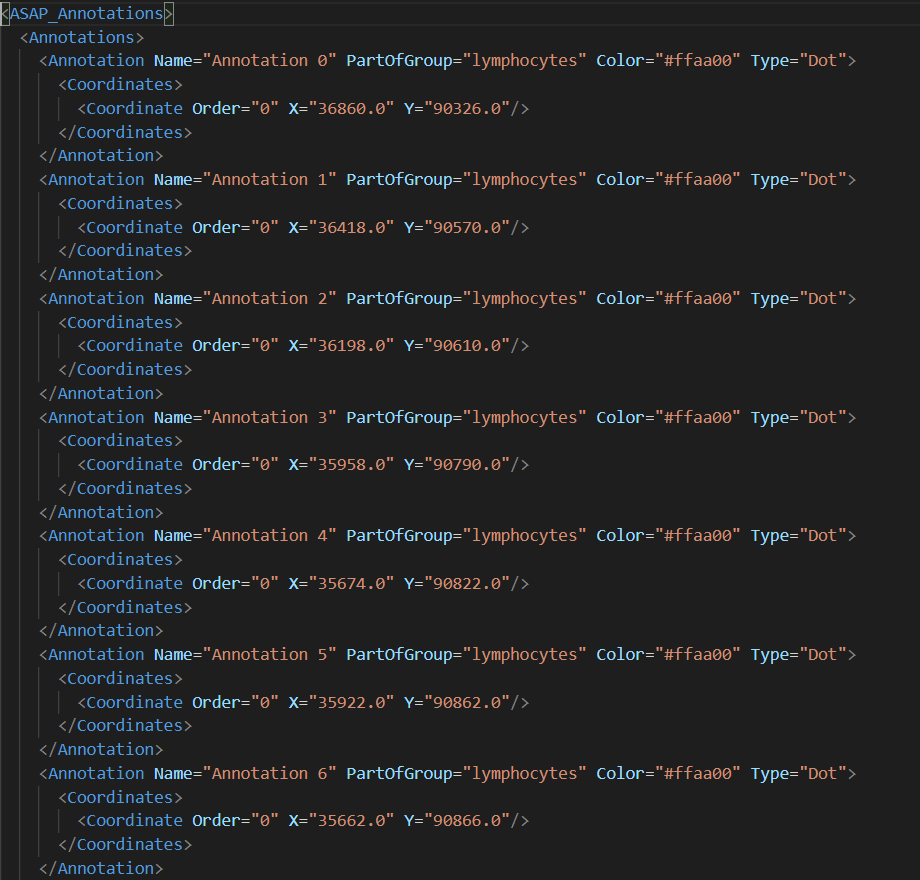 <ASAP_Annotations>
<Annotations>
<Annotation Name="Annotation 0" PartOfGroup="lymphocytes" Color="#ffaa00" Type="Dot">
<Coordinates>
<Coordinate Order="0" X="36860.0" Y="90326.0"/>
</Coordinates>
</Annotation>
<Annotation Name="Annotation 1" PartOfGroup="lymphocytes" Color="#ffaa00" Type="Dot">
<Coordinates>
<Coordinate Order="0" X="36418.0" Y="90570.0"/>
</Coordinates>
</Annotation>
<Annotation Name="Annotation 2" PartOfGroup="lymphocytes" Color="#ffaa00" Type="Dot">
<Coordinates>
<Coordinate Order="0" X="36198.0" Y="90610.0"/>
</Coordinates>
</Annotation>
<Annotation Name="Annotation 3" PartOfGroup="lymphocytes" Color="#ffaa00" Type="Dot">
<Coordinates>
<Coordinate Order="0" X="35958.0" Y="90790.0"/>
</Coordinates>
</Annotation>
<Annotation Name="Annotation 4" PartOfGroup="lymphocytes" Color="#ffaa00" Type="Dot">
<Coordinates>
<Coordinate Order="0" X="35674.0" Y="90822.0"/>
</Coordinates>
</Annotation>
<Annotation Name="Annotation 5" PartOfGroup="lymphocytes" Color="#ffaa00" Type="Dot">
<Coordinates>
<Coordinate Order="0" X="35922.0" Y="90862.0"/>
</Coordinates>
</Annotation>
<Annotation Name="Annotation 6" PartOfGroup="lymphocytes" Color="#ffaa00" Type="Dot">
<Coordinates>
<Coordinate Order="0" X="35662.0" Y="90866.0"/>
</Coordinates>
</Annotation>